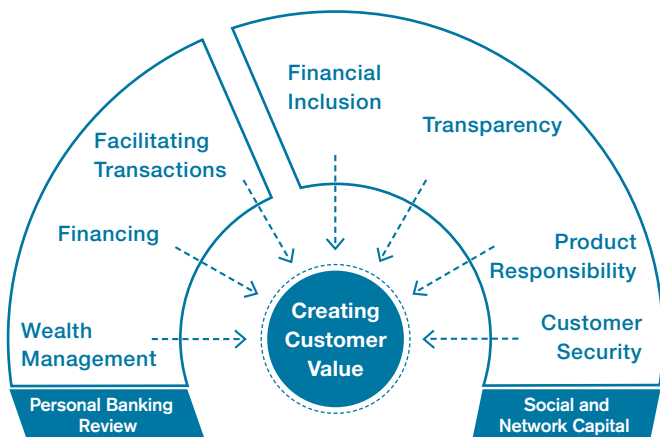 Financial
Inclusion
Transparency
Facilitating
Transactions
Financing
Product
Responsibility
Wealth
Management
Creating
Customer
Value
Customer
Security
Personal Banking
Review
Social and
Network Capital